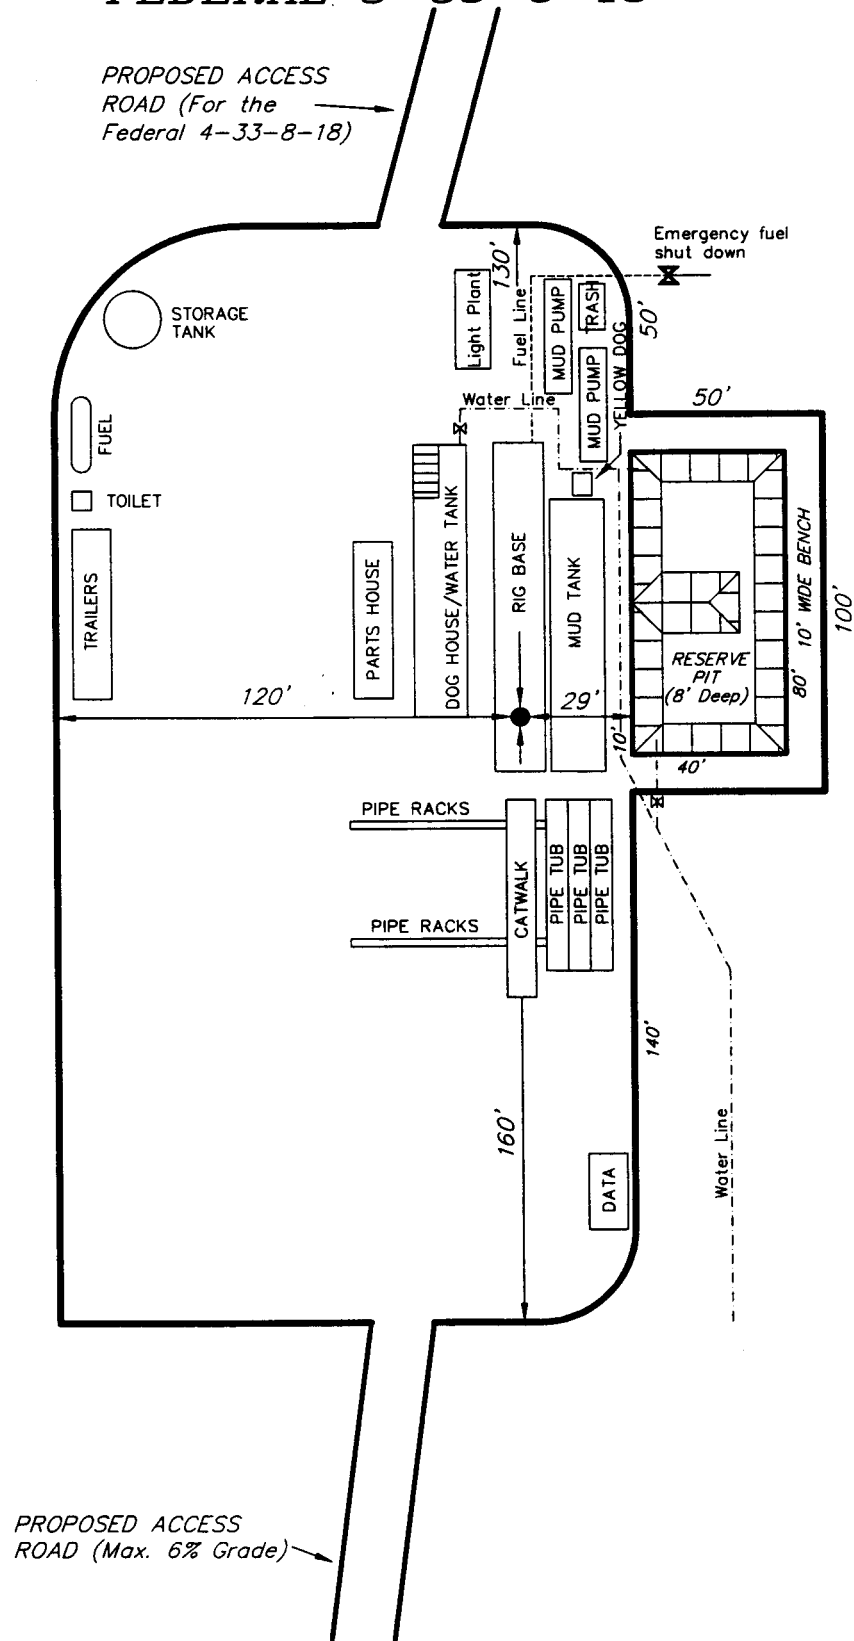 PROPOSED ACCESS
ROAD (For the
Federal 4-33-8-18)
Emergency fuel
shut down
130'
50'
STORAGE
TANK
Light Plant
Fuel Line
MUD PUMP
TRASH
MUD PUMP
YELLOW DOG
50'
Water Line
FUEL
TOILET
TRAILERS
PARTS HOUSE
DOG HOUSE/WATER TANK
RIG BASE
MUD TANK
10' WIDE BENCH
100'
RESERVE
PIT
(8' Deep)
80'
120'
29'
10'
40'
PIPE RACKS
CATWALK
PIPE TUB
PIPE TUB
PIPE TUB
PIPE RACKS
140'
160'
Water Line
DATA
PROPOSED ACCESS
ROAD (Max. 6% Grade)